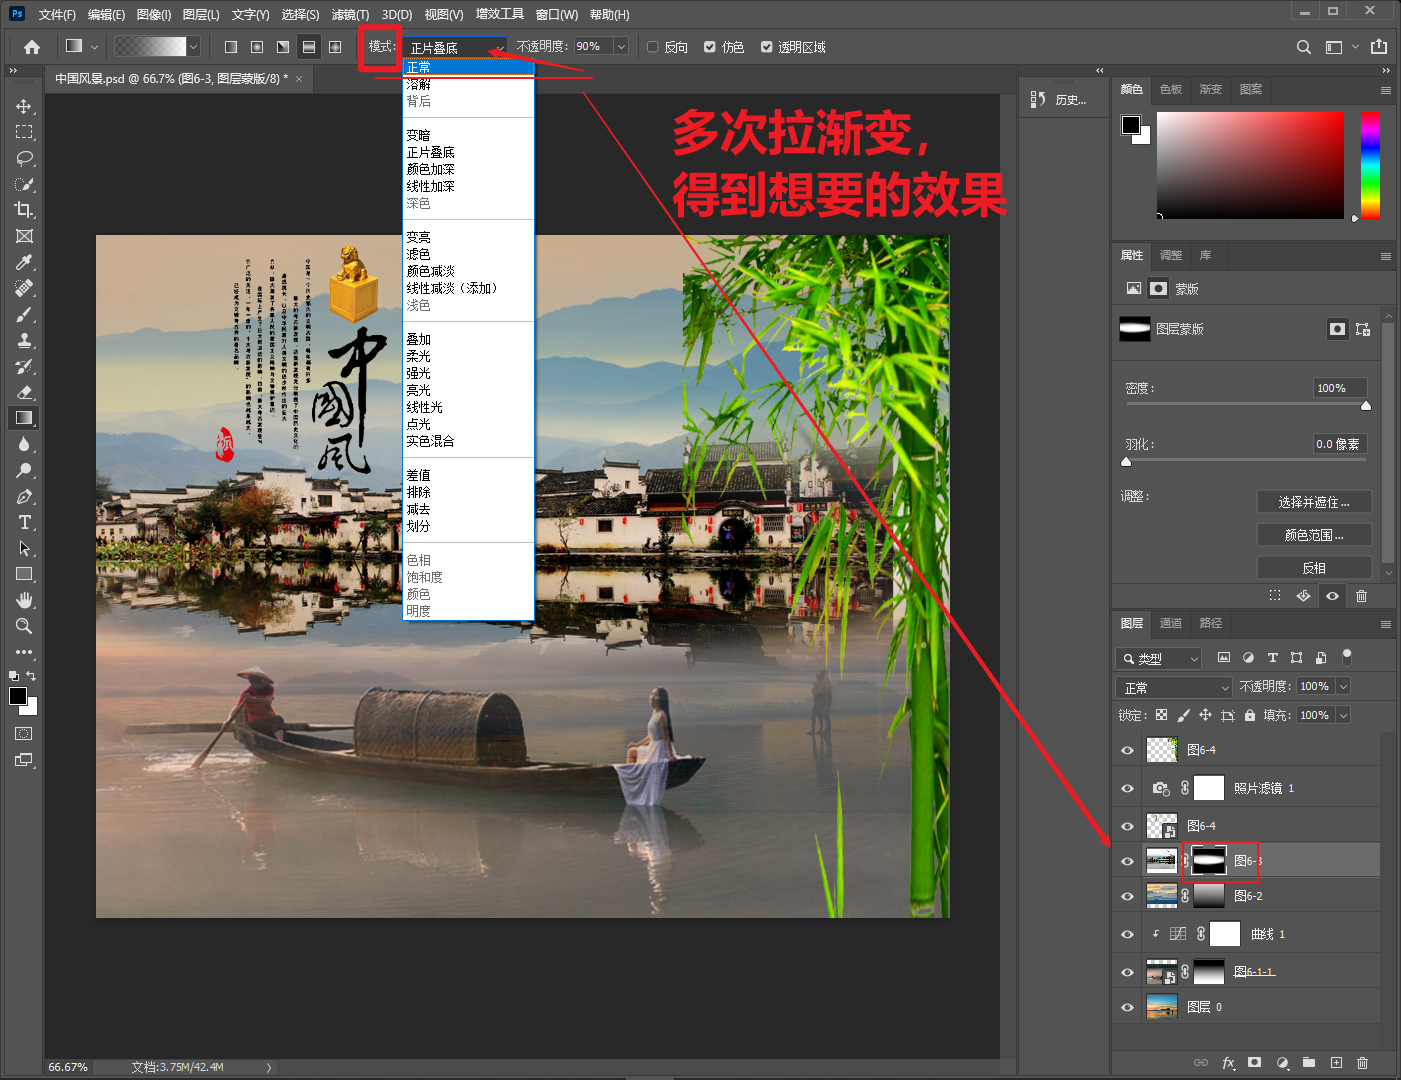 Ps 文件(F) 编辑(E) 图像(I) 图层(L) 文字(Y) 选择(S) 滤镜(T) 3D(D) 视图(V) 增效工具 窗口(W) 帮助(H)
模式: 正片叠底 不透明度: 90% 反向 仿色 透明区域
中国风景.psd @ 66.7% (图6-3, 图层蒙版/8) * ×
正常
溶解
背后
变暗
正片叠底
颜色加深
线性加深
深色
变亮
滤色
颜色减淡
线性减淡（添加）
浅色
叠加
柔光
强光
亮光
线性光
点光
实色混合
差值
排除
减去
划分
色相
饱和度
颜色
明度
多次拉渐变，
得到想要的效果
中國风
历史...
颜色 色板 渐变 图案
属性 调整 库
蒙版
图层蒙版
密度: 100%
羽化: 0.0 像素
调整:
选择并遮住...
颜色范围...
反相
图层 通道 路径
类型
正常 不透明度: 100%
锁定: 填充: 100%
图6-4
照片滤镜 1
图6-4
图6-3
图6-2
曲线 1
图6-1-1
图层 0
66.67% 文档:3.75M/42.4M